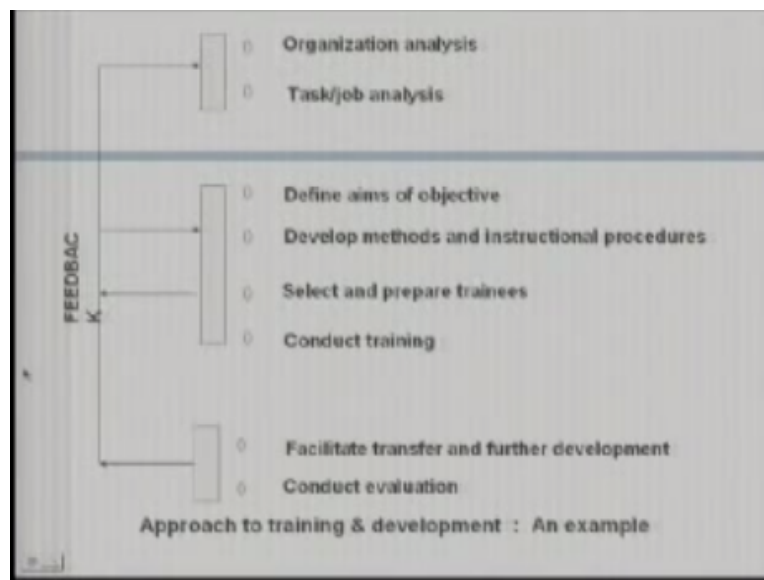 Organization analysis
Task/job analysis
Define aims of objective
Develop methods and instructional procedures
FEEDBAC
K
Select and prepare trainees
Conduct training
Facilitate transfer and further development
Conduct evaluation
Approach to training & development : An example